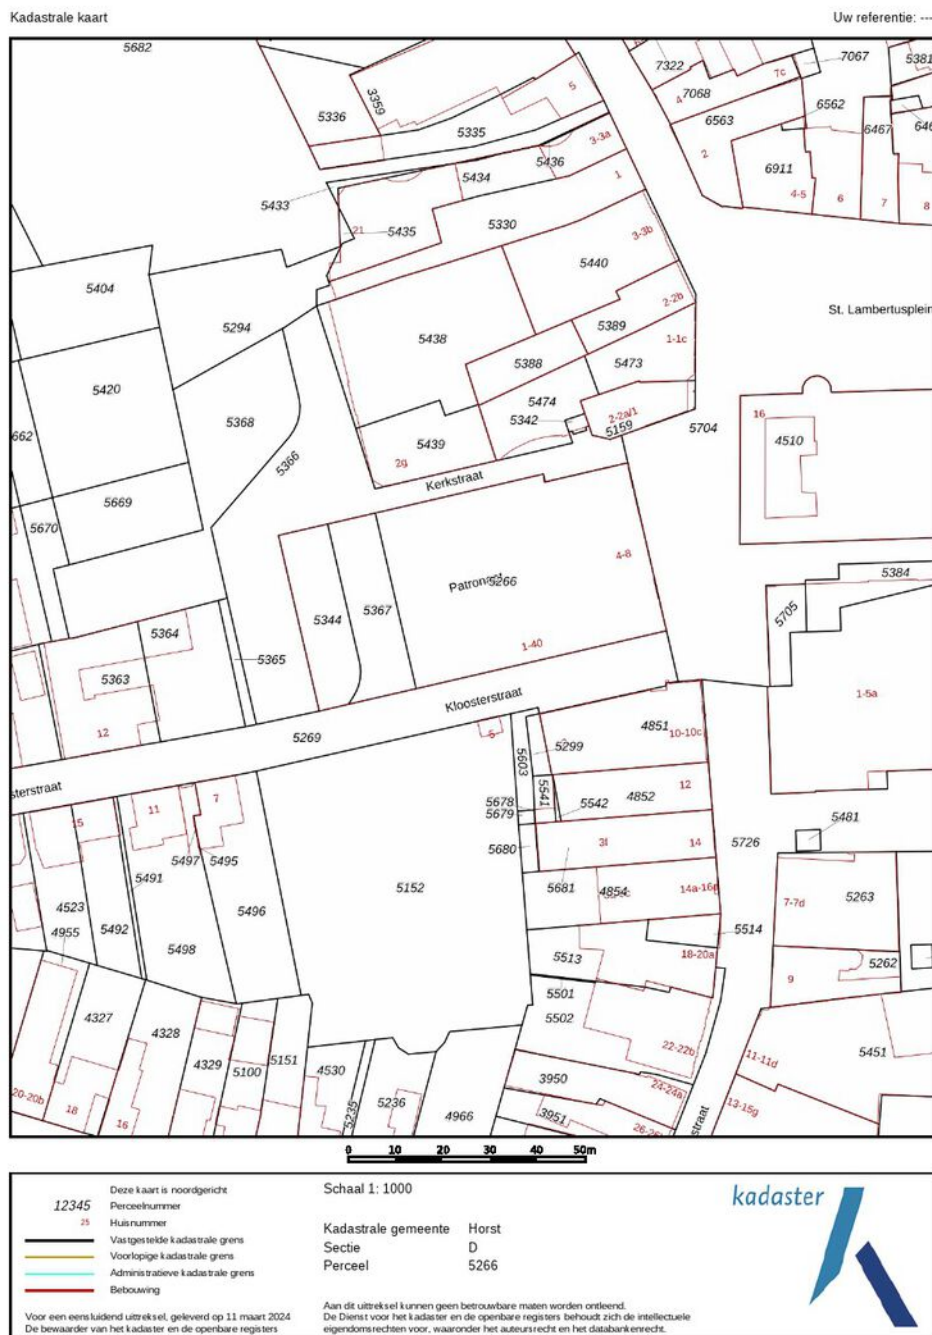 Kadastrale kaart
Uw referentie: ---
5682
7067
5381
7322
7c
3359
5
7068
4
6562
5336
6563
6467
5335
3-3a
2
5436
6911
5434
1
4-5
6
7
8
5433
21
5435
5330
3-3b
5440
5404
2-2b
St. Lambertusplein
5294
5389
5438
1-1c
5388
5473
5420
5474
2-2a/1
16
5368
5342
5159
5704
662
5439
4510
5366
2g
Kerkstraat
5669
5670
4-8
Patronaat
5266
5384
5364
5344
5367
5705
1-40
5365
5363
1-5a
Kloosterstraat
12
5269
5
4851
10-10c
5299
5603
sterstraat
12
7
5541
4852
11
15
5678
5542
5679
5481
5726
3f
14
5680
5497
5495
5491
5152
5681
4854
14a-16g
5263
7-7d
4523
5496
5492
5514
4955
5498
5513
18-20a
5262
9
5501
4327
5502
4328
22-22b
5451
11-11d
5151
4329
4530
5100
3950
24-24a
20-20b
18
5235
5236
13-15g
16
4966
3951
straat
0 10 20 30 40 50m
Deze kaart is noordgericht
12345 Perceelnummer
25 Huisnummer
Vastgestelde kadastrale grens
Voorlopige kadastrale grens
Administratieve kadastrale grens
Bebouwing
Voor een eensluidend uittreksel, geleverd op 11 maart 2024
De bewaarder van het kadaster en de openbare registers
Schaal 1: 1000
Kadastrale gemeente Horst
Sectie D
Perceel 5266
Aan dit uittreksel kunnen geen betrouwbare maten worden ontleend.
De Dienst voor het kadaster en de openbare registers behoudt zich de intellectuele
eigendomsrechten voor, waaronder het auteursrecht en het databankenrecht.
kadaster